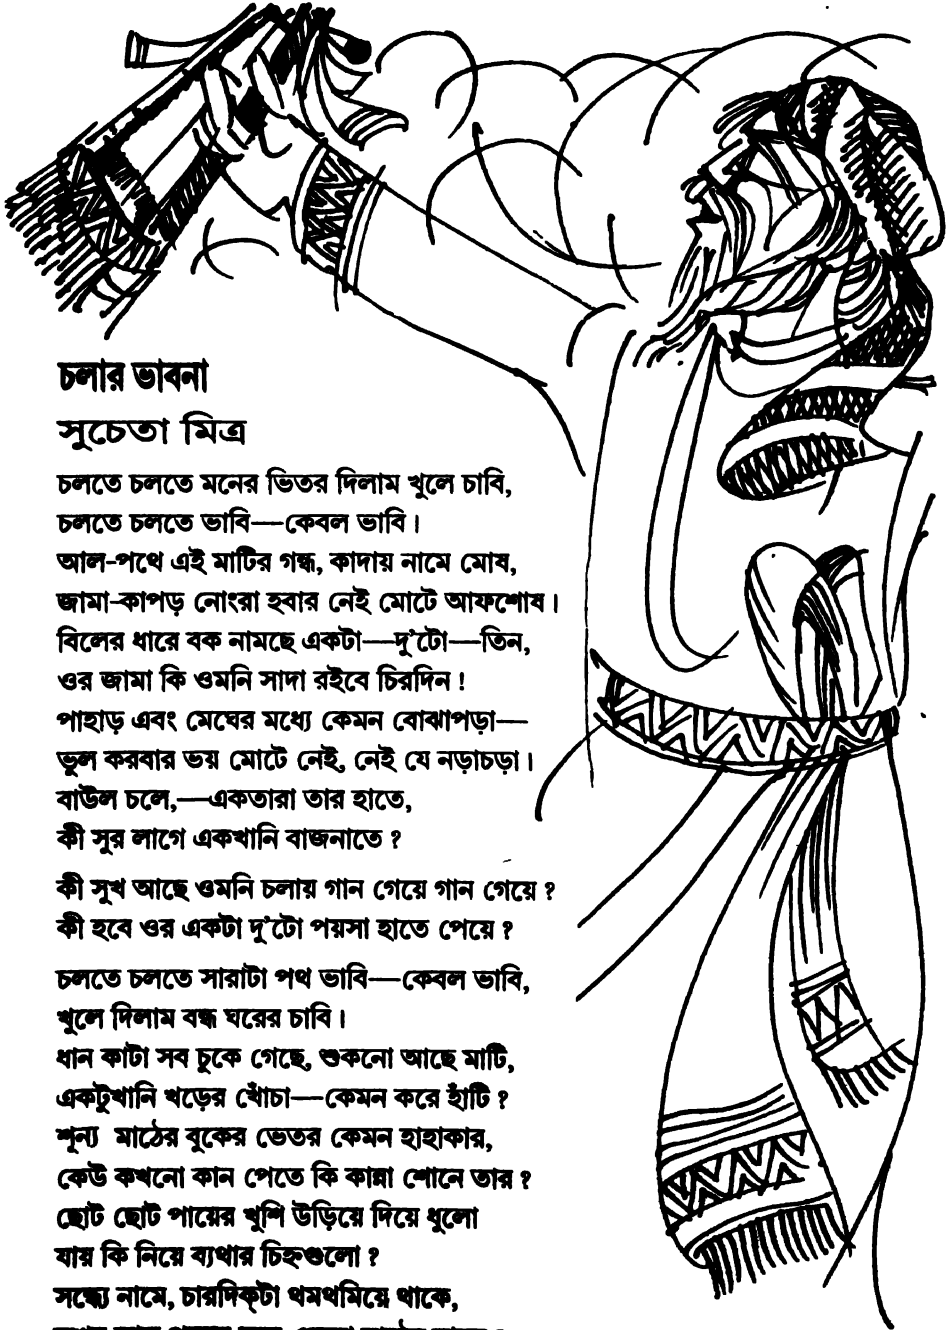 চলার ভাবনা
সুচেতা মিত্র
চলতে চলতে মনের ভিতর দিলাম খুলে চাবি,
চলতে চলতে ভাবি—কেবল ভাবি।
আল-পথে এই মাটির গন্ধ, কাদায় নামে মোষ,
জামা-কাপড় নোংরা হবার নেই মোটে আফশোষ।
বিলের ধারে বক নামছে একটা—দু'টো—তিন,
ওর জামা কি ওমনি সাদা রইবে চিরদিন!
পাহাড় এবং মেঘের মধ্যে কেমন বোঝাপড়া—
ভুল করবার ভয় মোটে নেই, নেই যে নড়াচড়া।
বাউল চলে,—একতারা তার হাতে,
কী সুর লাগে একখানি বাজনাতে ?
কী সুখ আছে ওমনি চলায় গান গেয়ে গান গেয়ে ?
কী হবে ওর একটা দু'টো পয়সা হাতে পেয়ে ?
চলতে চলতে সারাটা পথ ভাবি—কেবল ভাবি,
খুলে দিলাম বন্ধ ঘরের চাবি।
ধান কাটা সব চুকে গেছে, শুকনো আছে মাটি,
একটুখানি খড়ের খোঁচা—কেমন করে হাঁটি ?
শূন্য মাঠের বুকের ভেতর কেমন হাহাকার,
কেউ কখনো কান পেতে কি কান্না শোনে তার ?
ছোট ছোট পায়ের খুশি উড়িয়ে দিয়ে ধুলো
যায় কি নিয়ে ব্যথার চিহ্নগুলো ?
সন্ধ্যে নামে, চারদিক্‌টা থমথমিয়ে থাকে,